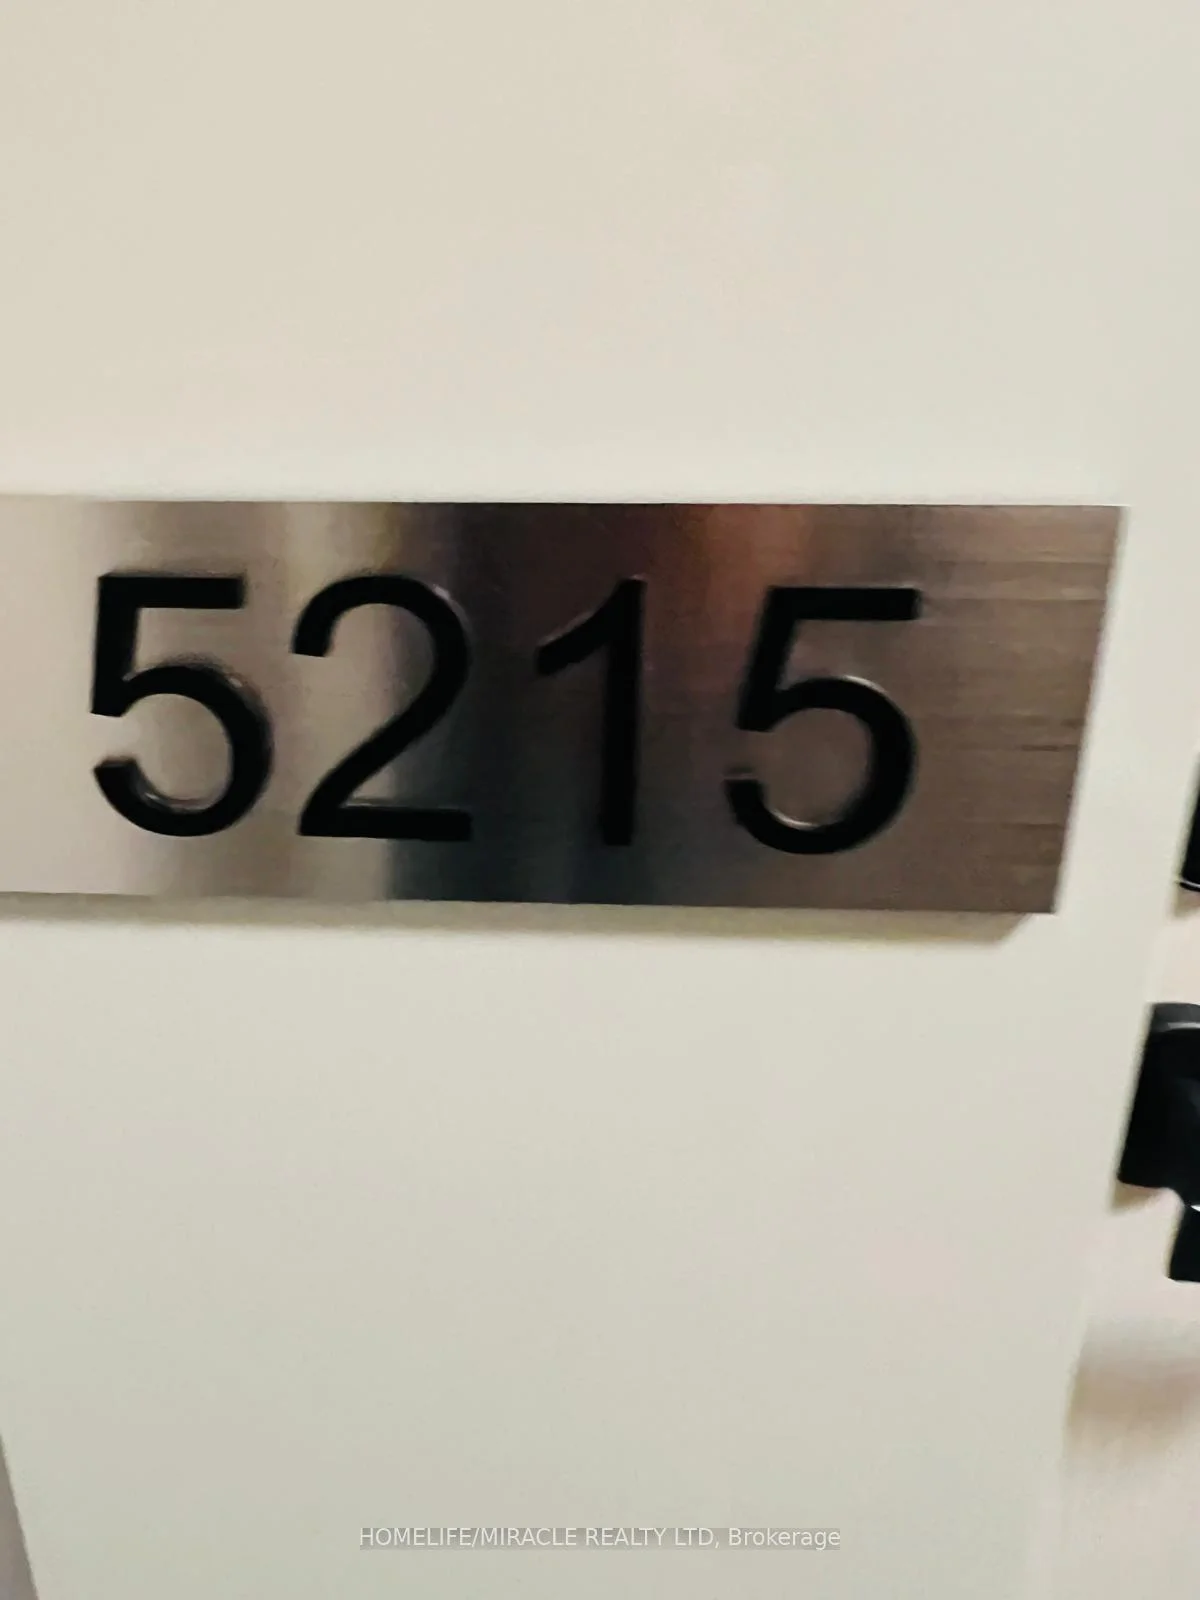 5215
HOMELIFE/MIRACLE REALTY LTD, Brokerage